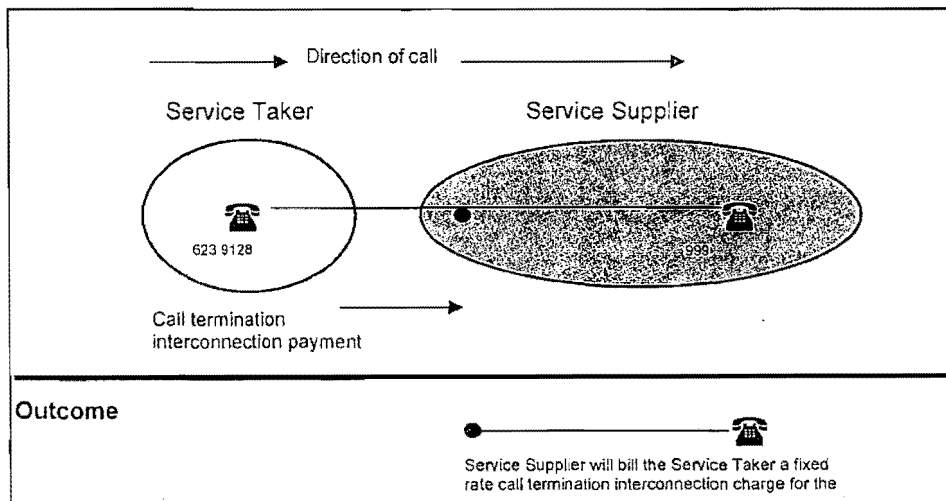 Direction of call
Service Taker
Service Supplier
623 9128
999
Call termination
interconnection payment
Outcome
Service Supplier will bill the Service Taker a fixed
rate call termination interconnection charge for the